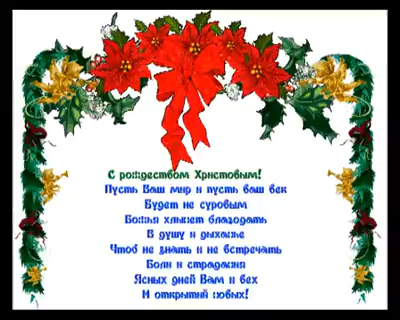 С рождеством Христовым!
Пусть Ваш мир и пусть ваш век
Будет не суровым
Божья хлынет благодать
В душу и дыханье
Чтоб не знать и не встречать
Боли и страдания
Ясных дней Вам и вех
И открытий новых!